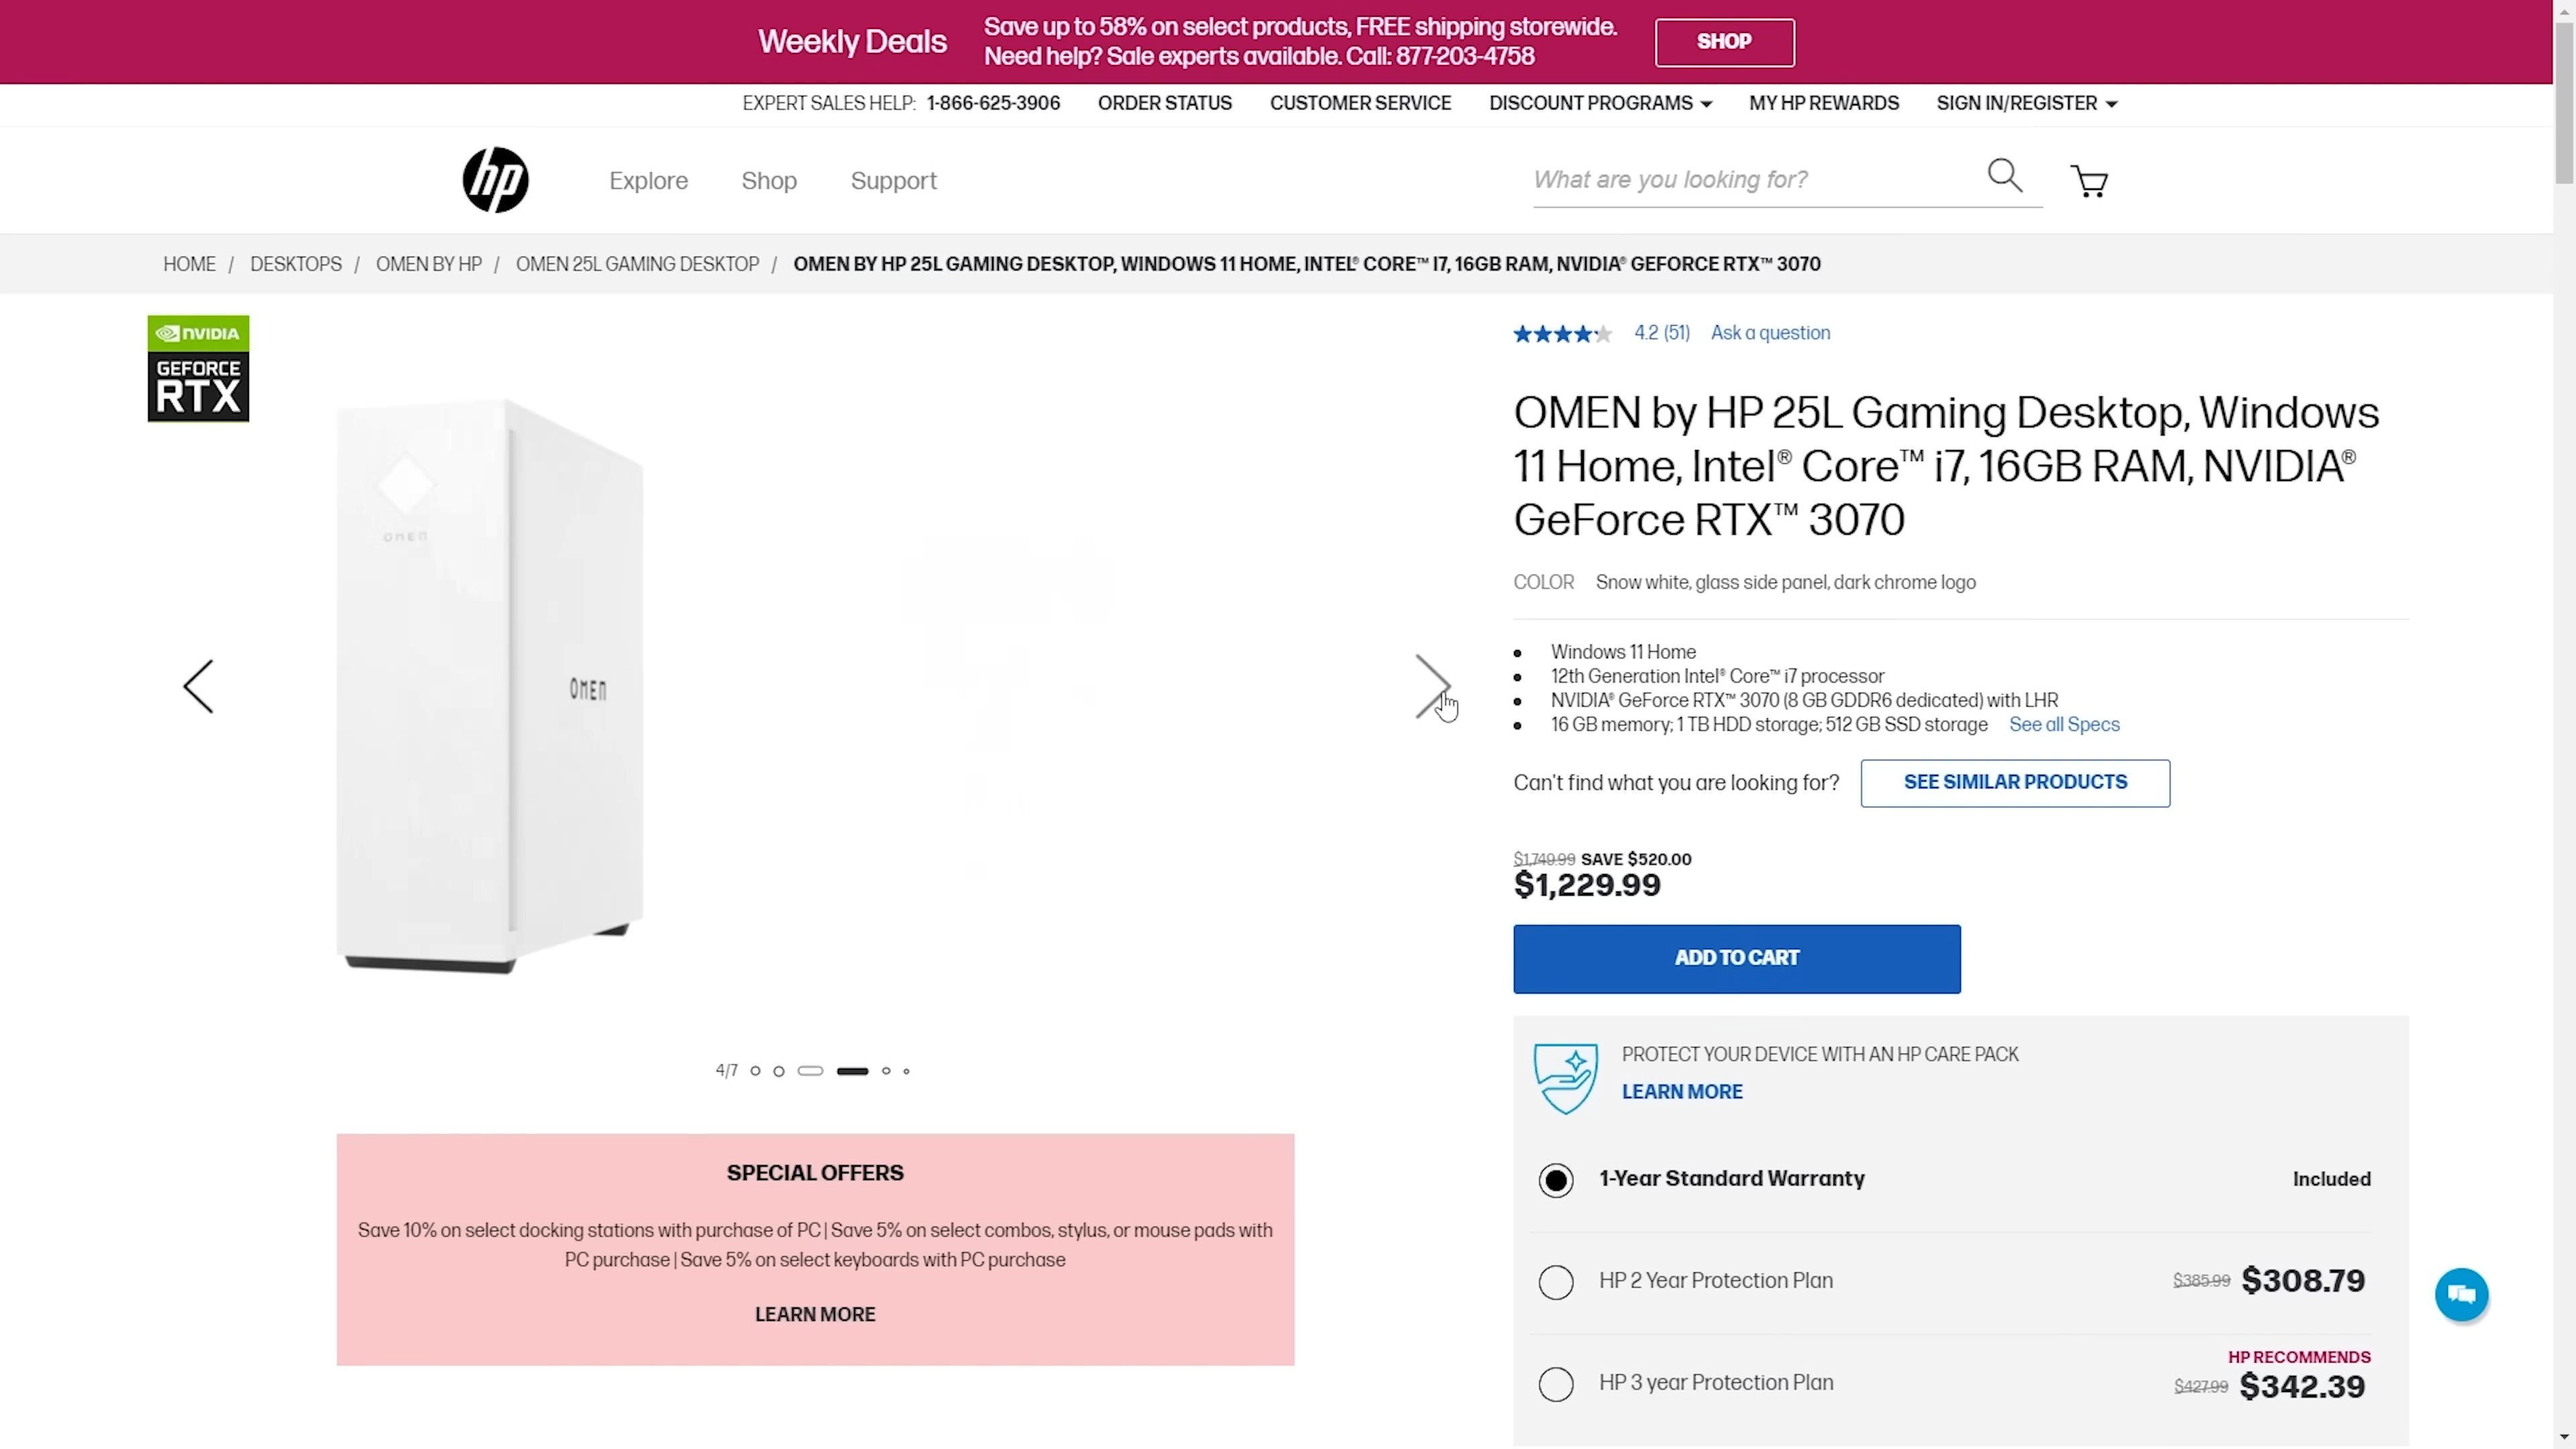 Weekly Deals
Save up to 58% on select products, FREE shipping storewide.
Need help? Sale experts available. Call: 877-203-4758
SHOP
EXPERT SALES HELP: 1-866-625-3906 ORDER STATUS CUSTOMER SERVICE DISCOUNT PROGRAMS MY HP REWARDS SIGN IN/REGISTER
hp Explore Shop Support What are you looking for?
HOME / DESKTOPS / OMEN BY HP / OMEN 25L GAMING DESKTOP / OMEN BY HP 25L GAMING DESKTOP, WINDOWS 11 HOME, INTEL® CORE™ I7, 16GB RAM, NVIDIA® GEFORCE RTX™ 3070
NVIDIA
GEFORCE
RTX
OMEN
OMEN
4/7
SPECIAL OFFERS
Save 10% on select docking stations with purchase of PC | Save 5% on select combos, stylus, or mouse pads with
PC purchase | Save 5% on select keyboards with PC purchase
LEARN MORE
4.2 (51) Ask a question
OMEN by HP 25L Gaming Desktop, Windows
11 Home, Intel® Core™ i7, 16GB RAM, NVIDIA®
GeForce RTX™ 3070
COLOR Snow white, glass side panel, dark chrome logo
• Windows 11 Home
• 12th Generation Intel® Core™ i7 processor
• NVIDIA® GeForce RTX™ 3070 (8 GB GDDR6 dedicated) with LHR
• 16 GB memory; 1 TB HDD storage; 512 GB SSD storage See all Specs
Can't find what you are looking for? SEE SIMILAR PRODUCTS
$1,749.99 SAVE $520.00
$1,229.99
ADD TO CART
PROTECT YOUR DEVICE WITH AN HP CARE PACK
LEARN MORE
1-Year Standard Warranty Included
HP 2 Year Protection Plan $385.99 $308.79
HP RECOMMENDS
HP 3 year Protection Plan $427.99 $342.39